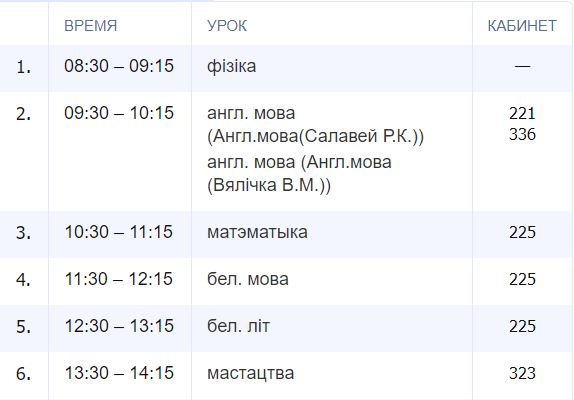 ВРЕМЯ УРОК КАБИНЕТ
1. 08:30 – 09:15 фізіка —
2. 09:30 – 10:15 англ. мова 221
(Англ.мова(Салавей Р.К.)) 336
англ. мова (Англ.мова
(Вялічка В.М.))
3. 10:30 – 11:15 матэматыка 225
4. 11:30 – 12:15 бел. мова 225
5. 12:30 – 13:15 бел. літ 225
6. 13:30 – 14:15 мастацтва 323